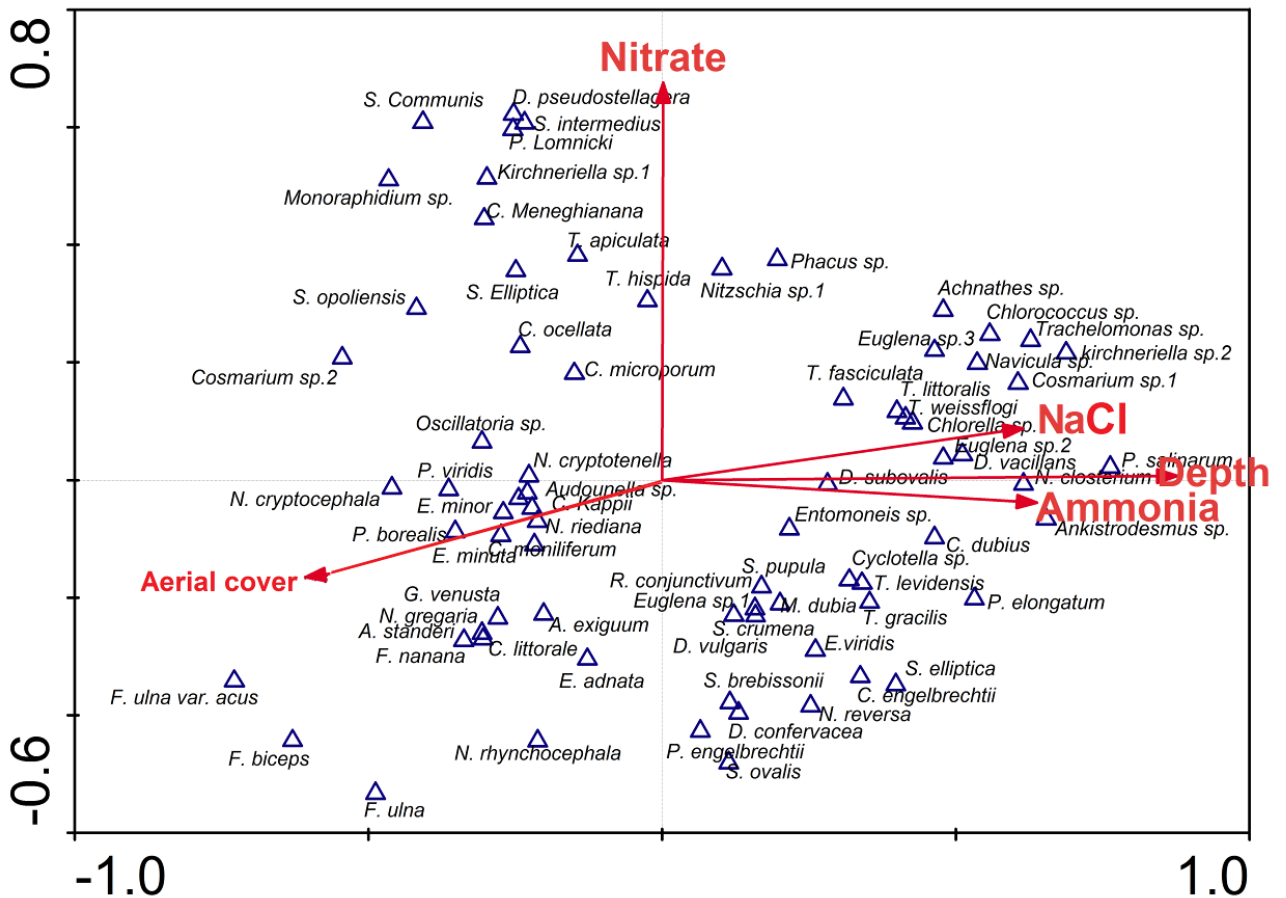 0.8
Nitrate
S. Communis
D. pseudostellagera
S. intermedius
P. Lomnicki
Kirchneriella sp.1
Monoraphidium sp.
C. Meneghianana
T. apiculata
Phacus sp.
T. hispida
Nitzschia sp.1
S. Elliptica
S. opoliensis
Achnathes sp.
Chlorococcus sp.
C. ocellata
Trachelomonas sp.
Euglena sp.3
kirchneriella sp.2
Navicula sp.
Cosmarium sp.2
C. microporum
T. fasciculata
Cosmarium sp.1
T. littoralis
T. weissflogi
NaCl
Oscillatoria sp.
Chlorella sp.
Euglena sp.2
N. cryptotenella
D. vacillans
P. salinarum
P. viridis
D. subovalis
N. closterium
Depth
N. cryptocephala
Audounella sp.
E. minor
C. Kappii
Ammonia
Entomoneis sp.
N. riediana
Ankistrodesmus sp.
P. borealis
C. moniliferum
E. minuta
C. dubius
Cyclotella sp.
S. pupula
Aerial cover
R. conjunctivum
T. levidensis
G. venusta
Euglena sp.1
M. dubia
P. elongatum
N. gregaria
A. exiguum
T. gracilis
A. standeri
S. crumena
F. nanana
C. littorale
D. vulgaris
E.viridis
E. adnata
S. brebissonii
S. elliptica
F. ulna var. acus
C. engelbrechtii
N. reversa
D. confervacea
F. biceps
N. rhynchocephala
P. engelbrechtii
S. ovalis
F. ulna
-0.6
-1.0
1.0